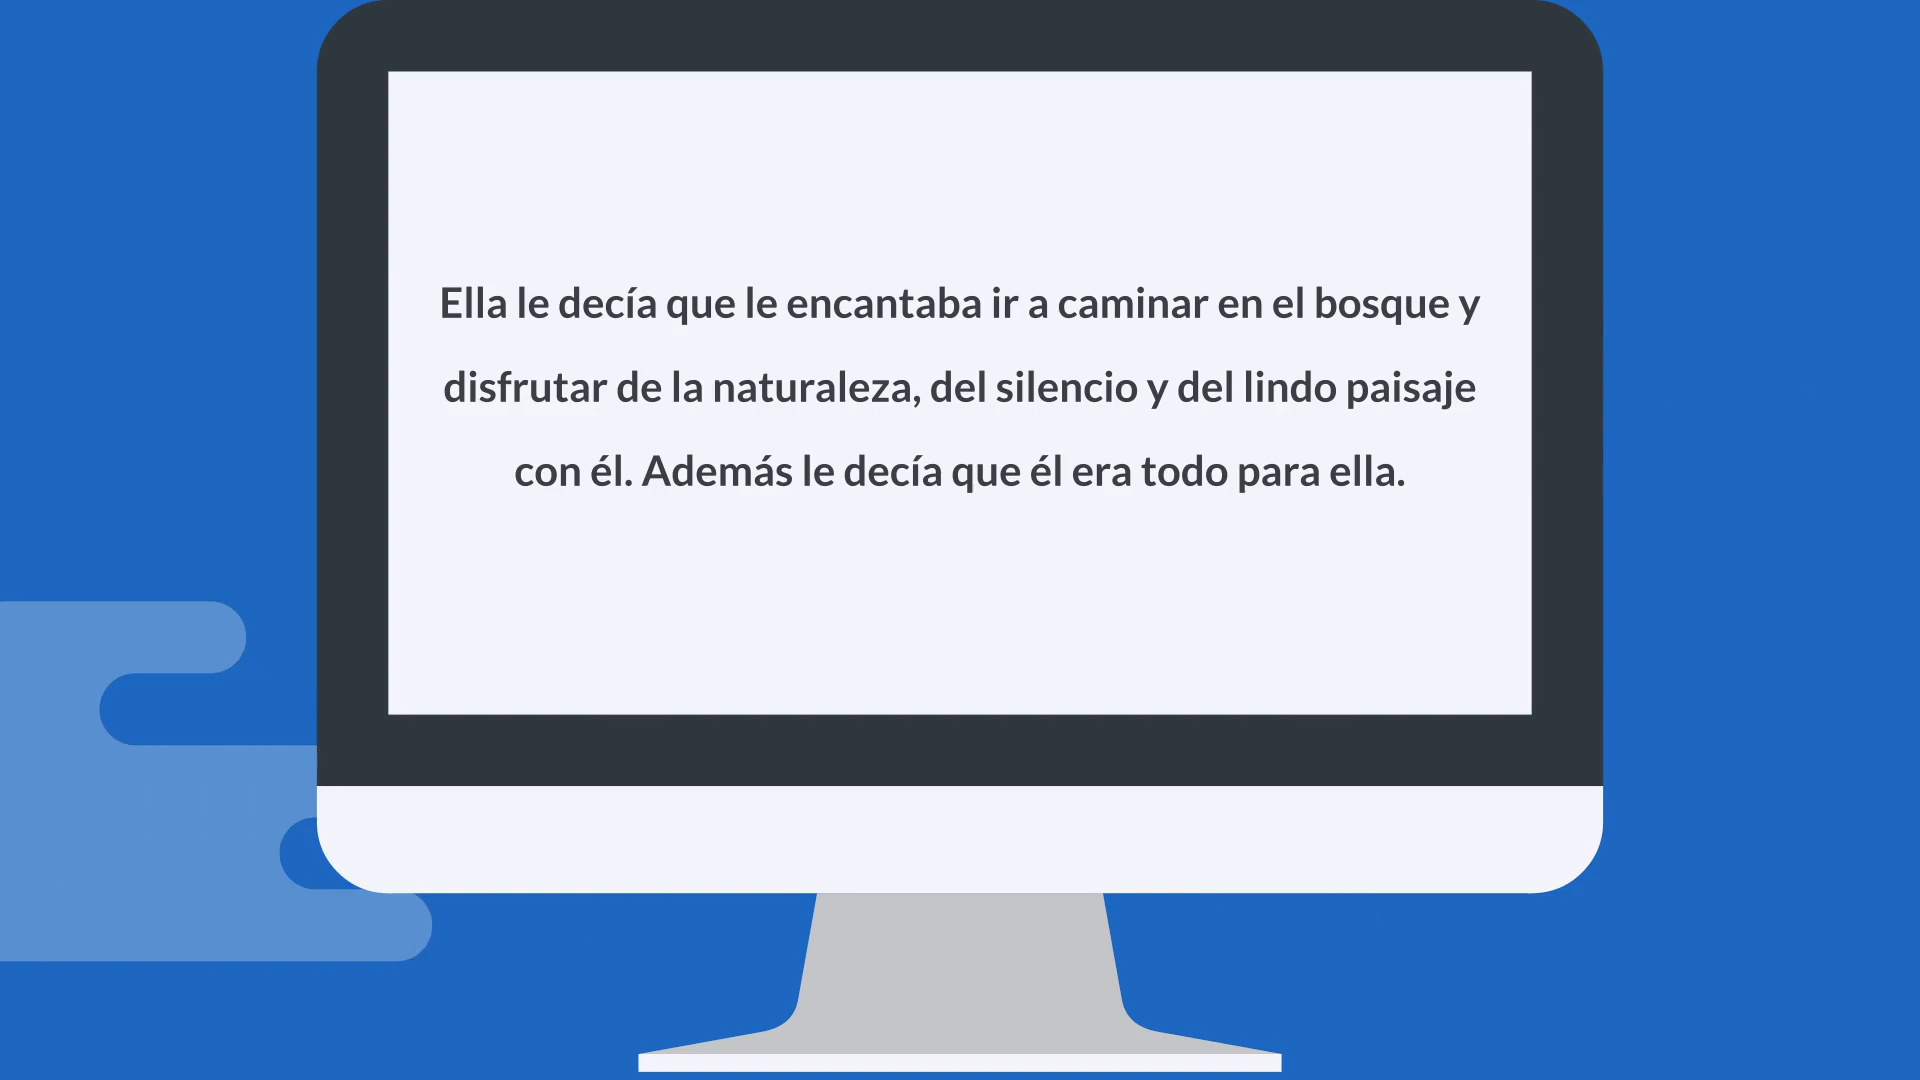 Ella le decía que le encantaba ir a caminar en el bosque y
disfrutar de la naturaleza, del silencio y del lindo paisaje
con él. Además le decía que él era todo para ella.